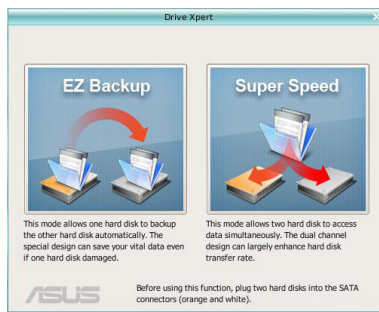 Drive Xpert
EZ Backup
Super Speed
This mode allows one hard disk to backup
the other hard disk automatically. The
special design can save your vital data even
if one hard disk damaged.
This mode allows two hard disk to access
data simultaneously. The dual channel
design can largely enhance hard disk
transfer rate.
ASUS
Before using this function, plug two hard disks into the SATA
connectors (orange and white).